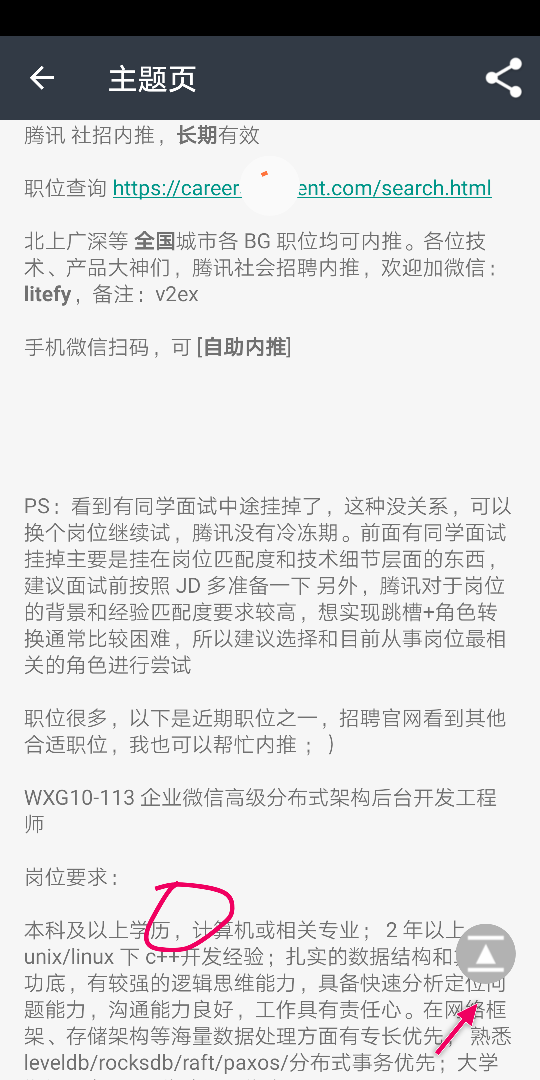 主题页
腾讯 社招内推，长期有效
职位查询 https://career ent.com/search.html
北上广深等 全国城市各 BG 职位均可内推。各位技
术、产品大神们，腾讯社会招聘内推，欢迎加微信：
litefy，备注：v2ex
手机微信扫码，可 [自助内推]
PS：看到有同学面试中途挂掉了，这种没关系，可以
换个岗位继续试，腾讯没有冷冻期。前面有同学面试
挂掉主要是挂在岗位匹配度和技术细节层面的东西，
建议面试前按照 JD 多准备一下 另外，腾讯对于岗位
的背景和经验匹配度要求较高，想实现跳槽+角色转
换通常比较困难，所以建议选择和目前从事岗位最相
关的角色进行尝试
职位很多，以下是近期职位之一，招聘官网看到其他
合适职位，我也可以帮忙内推 ；）
WXG10-113 企业微信高级分布式架构后台开发工程
师
岗位要求：
本科及以上学历，计算机或相关专业； 2 年以上
unix/linux 下 c++开发经验；扎实的数据结构和
功底，有较强的逻辑思维能力，具备快速分析定位问
题能力，沟通能力良好，工作具有责任心。在网络框
架、存储架构等海量数据处理方面有专长优先， 熟悉
leveldb/rocksdb/raft/paxos/分布式事务优先；大学